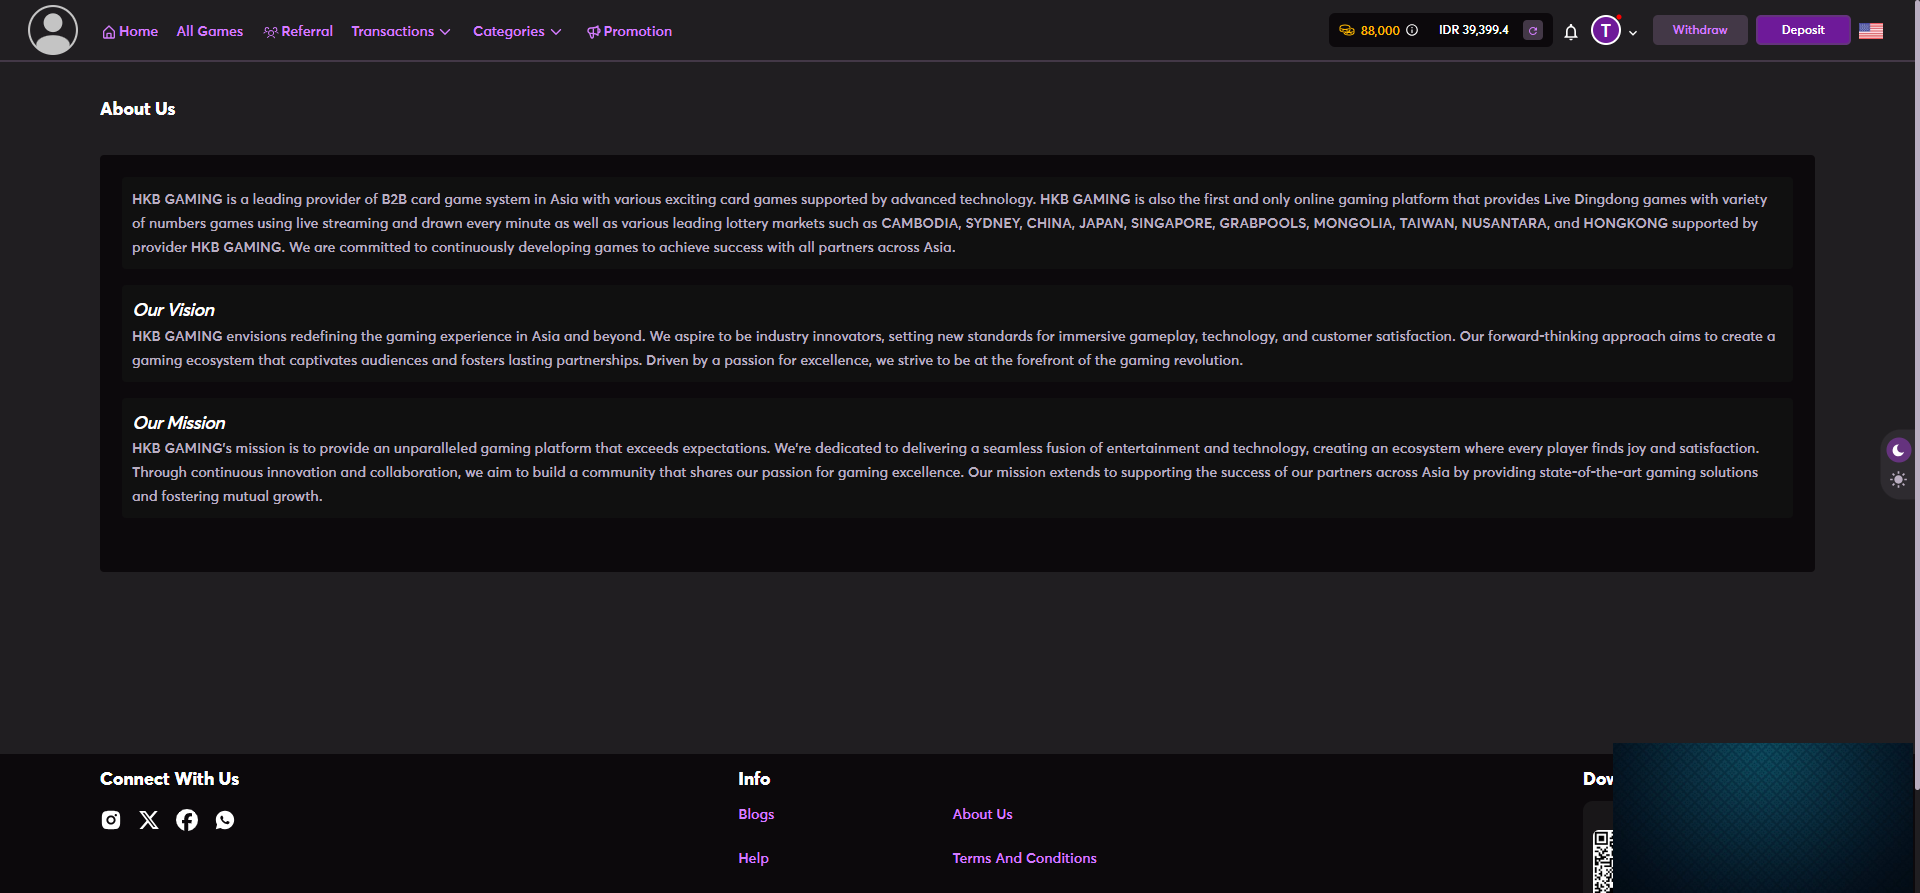 Home All Games Referral Transactions Categories Promotion 88,000 IDR 39,399.4 T Withdraw Deposit
About Us
HKB GAMING is a leading provider of B2B card game system in Asia with various exciting card games supported by advanced technology. HKB GAMING is also the first and only online gaming platform that provides Live Dingdong games with variety
of numbers games using live streaming and drawn every minute as well as various leading lottery markets such as CAMBODIA, SYDNEY, CHINA, JAPAN, SINGAPORE, GRABPOOLS, MONGOLIA, TAIWAN, NUSANTARA, and HONGKONG supported by
provider HKB GAMING. We are committed to continuously developing games to achieve success with all partners across Asia.
Our Vision
HKB GAMING envisions redefining the gaming experience in Asia and beyond. We aspire to be industry innovators, setting new standards for immersive gameplay, technology, and customer satisfaction. Our forward-thinking approach aims to create a
gaming ecosystem that captivates audiences and fosters lasting partnerships. Driven by a passion for excellence, we strive to be at the forefront of the gaming revolution.
Our Mission
HKB GAMING's mission is to provide an unparalleled gaming platform that exceeds expectations. We're dedicated to delivering a seamless fusion of entertainment and technology, creating an ecosystem where every player finds joy and satisfaction.
Through continuous innovation and collaboration, we aim to build a community that shares our passion for gaming excellence. Our mission extends to supporting the success of our partners across Asia by providing state-of-the-art gaming solutions
and fostering mutual growth.
Connect With Us
Info
Blogs
About Us
Help
Terms And Conditions